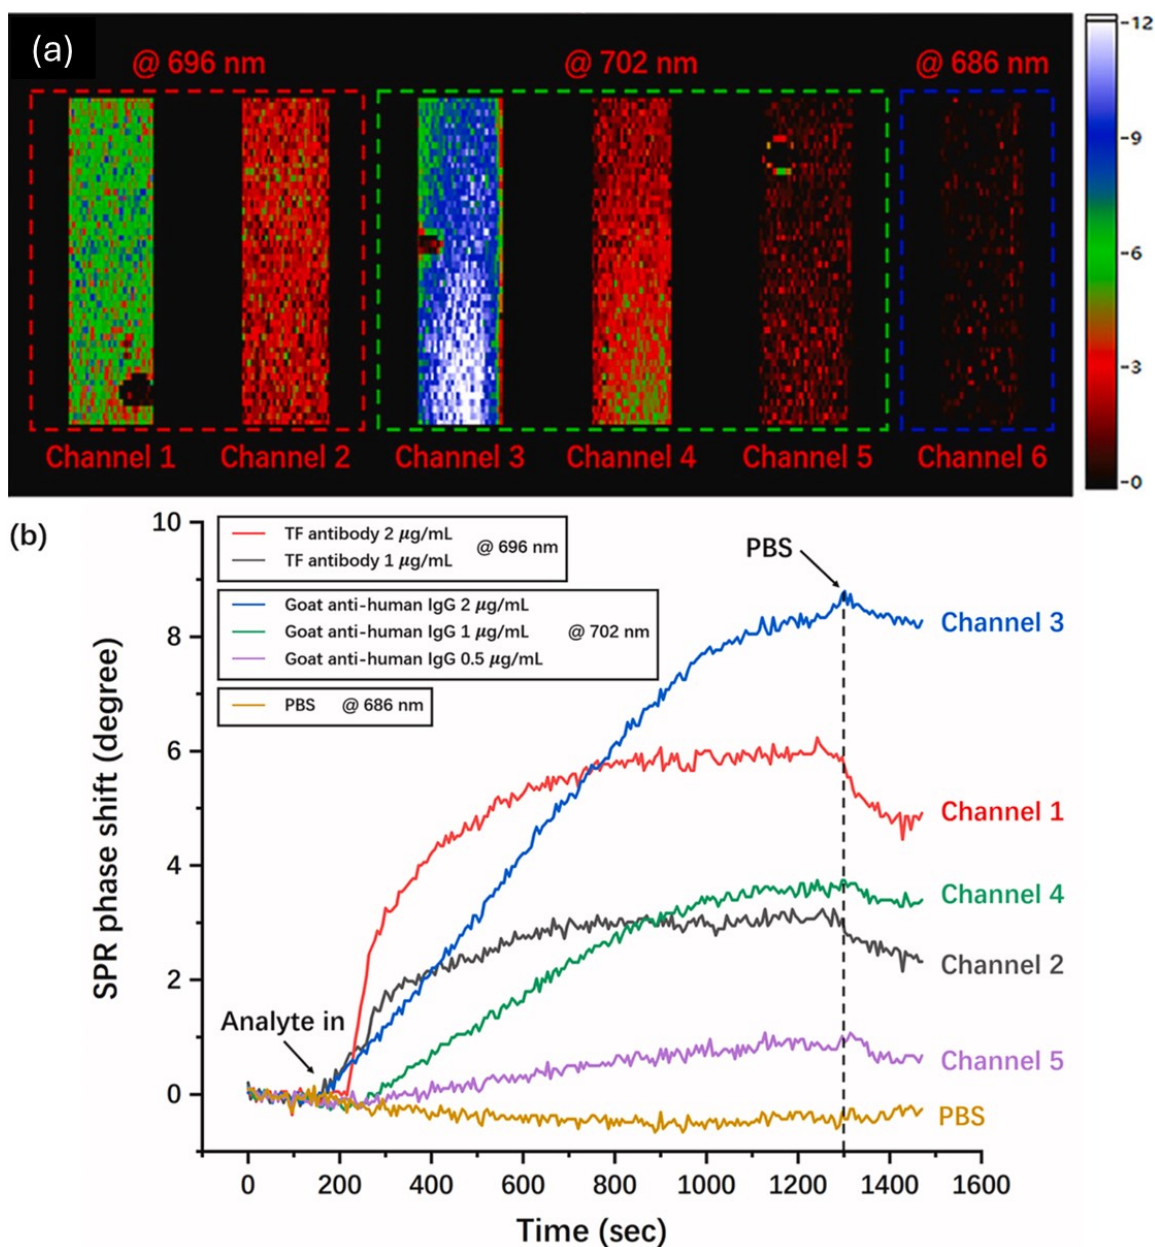 (a)
@ 696 nm
@ 702 nm
@ 686 nm
Channel 1
Channel 2
Channel 3
Channel 4
Channel 5
Channel 6
12
9
6
3
0
(b)
TF antibody 2 μg/mL
TF antibody 1 μg/mL
@ 696 nm
Goat anti-human IgG 2 μg/mL
Goat anti-human IgG 1 μg/mL
Goat anti-human IgG 0.5 μg/mL
@ 702 nm
PBS @ 686 nm
PBS
Analyte in
Channel 3
Channel 1
Channel 4
Channel 2
Channel 5
PBS
SPR phase shift (degree)
10
8
6
4
2
0
0 200 400 600 800 1000 1200 1400 1600
Time (sec)